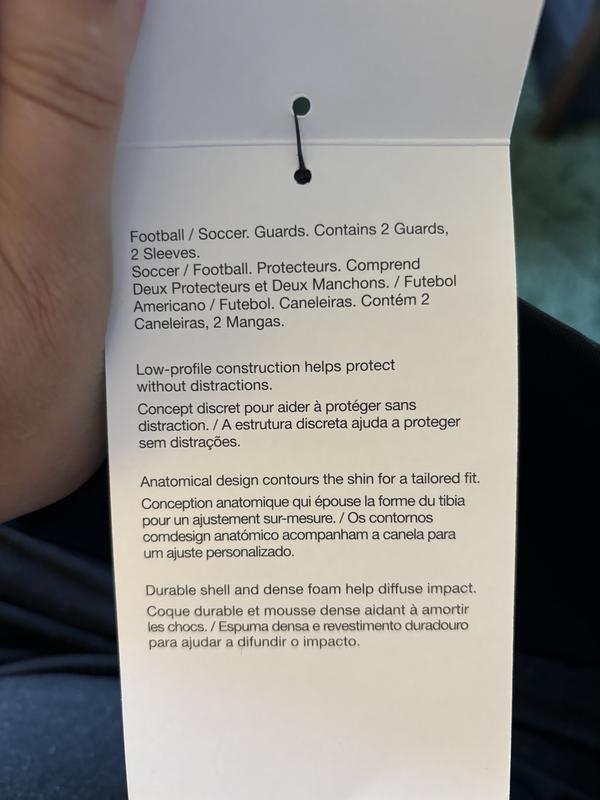 Football / Soccer. Guards. Contains 2 Guards,
2 Sleeves.
Soccer / Football. Protecteurs. Comprend
Deux Protecteurs et Deux Manchons. / Futebol
Americano / Futebol. Caneleiras. Contém 2
Caneleiras, 2 Mangas.
Low-profile construction helps protect
without distractions.
Concept discret pour aider à protéger sans
distraction. / A estrutura discreta ajuda a proteger
sem distrações.
Anatomical design contours the shin for a tailored fit.
Conception anatomique qui épouse la forme du tibia
pour un ajustement sur-mesure. / Os contornos
comdesign anatómico acompanham a canela para
um ajuste personalizado.
Durable shell and dense foam help diffuse impact.
Coque durable et mousse dense aidant à amortir
les chocs. / Espuma densa e revestimento duradouro
para ajudar a difundir o impacto.